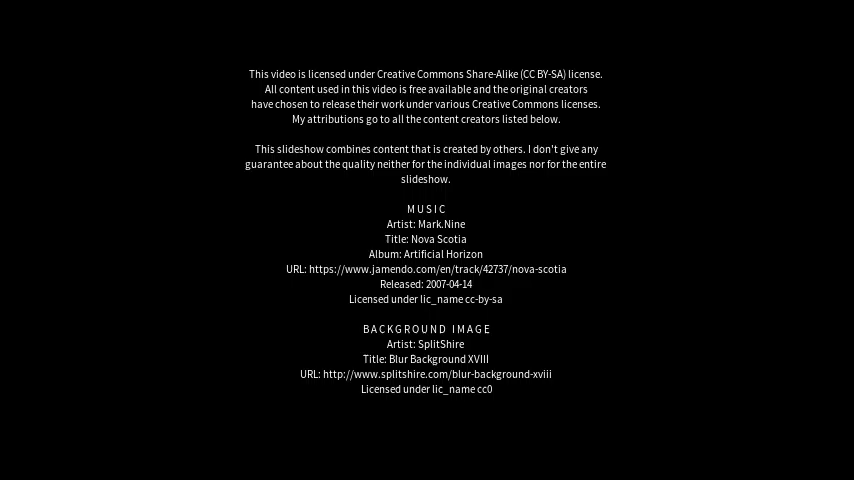 This video is licensed under Creative Commons Share-Alike (CC BY-SA) license.
All content used in this video is free available and the original creators
have chosen to release their work under various Creative Commons licenses.
My attributions go to all the content creators listed below.
This slideshow combines content that is created by others. I don't give any
guarantee about the quality neither for the individual images nor for the entire
slideshow.
MUSIC
Artist: Mark.Nine
Title: Nova Scotia
Album: Artificial Horizon
URL: https://www.jamendo.com/en/track/42737/nova-scotia
Released: 2007-04-14
Licensed under lic_name cc-by-sa
BACKGROUND IMAGE
Artist: SplitShire
Title: Blur Background XVIII
URL: http://www.splitshire.com/blur-background-xviii
Licensed under lic_name cc0